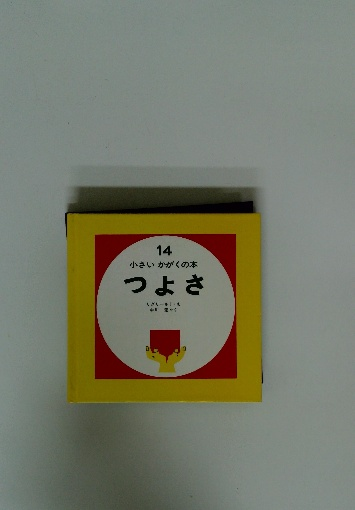 14
小さい かがくの本
つよさ